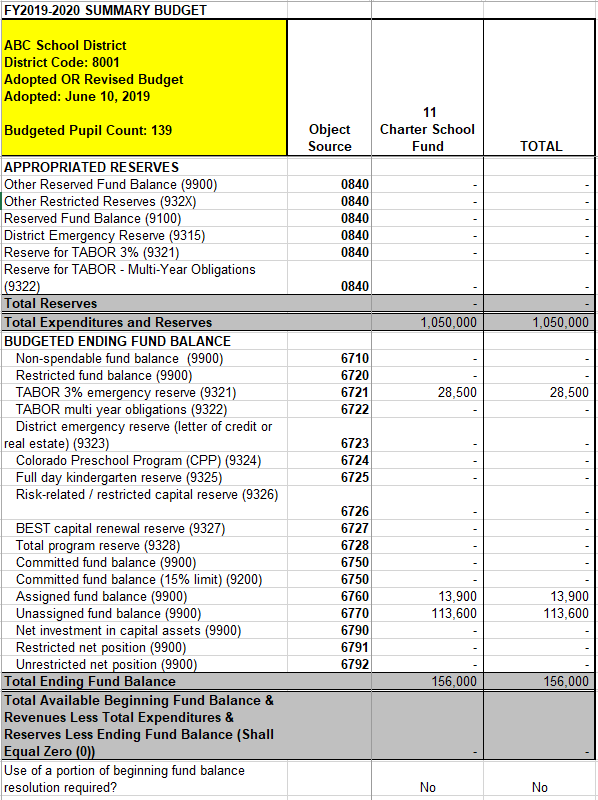 FY2019-2020 SUMMARY BUDGET
ABC School District
District Code: 8001
Adopted OR Revised Budget
Adopted: June 10, 2019
Budgeted Pupil Count: 139
Object
Source
11
Charter School
Fund
TOTAL
APPROPRIATED RESERVES
Other Reserved Fund Balance (9900) 0840 - -
Other Restricted Reserves (932X) 0840 - -
Reserved Fund Balance (9100) 0840 - -
District Emergency Reserve (9315) 0840 - -
Reserve for TABOR 3% (9321) 0840 - -
Reserve for TABOR - Multi-Year Obligations
(9322) 0840 - -
Total Reserves - -
Total Expenditures and Reserves 1,050,000 1,050,000
BUDGETED ENDING FUND BALANCE
Non-spendable fund balance (9900) 6710 - -
Restricted fund balance (9900) 6720 - -
TABOR 3% emergency reserve (9321) 6721 28,500 28,500
TABOR multi year obligations (9322) 6722 - -
District emergency reserve (letter of credit or
real estate) (9323) 6723 - -
Colorado Preschool Program (CPP) (9324) 6724 - -
Full day kindergarten reserve (9325) 6725 - -
Risk-related / restricted capital reserve (9326)
6726 - -
BEST capital renewal reserve (9327) 6727 - -
Total program reserve (9328) 6728 - -
Committed fund balance (9900) 6750 - -
Committed fund balance (15% limit) (9200) 6750 - -
Assigned fund balance (9900) 6760 13,900 13,900
Unassigned fund balance (9900) 6770 113,600 113,600
Net investment in capital assets (9900) 6790 - -
Restricted net position (9900) 6791 - -
Unrestricted net position (9900) 6792 - -
Total Ending Fund Balance 156,000 156,000
Total Available Beginning Fund Balance &
Revenues Less Total Expenditures &
Reserves Less Ending Fund Balance (Shall
Equal Zero (0)) - -
Use of a portion of beginning fund balance
resolution required? No No